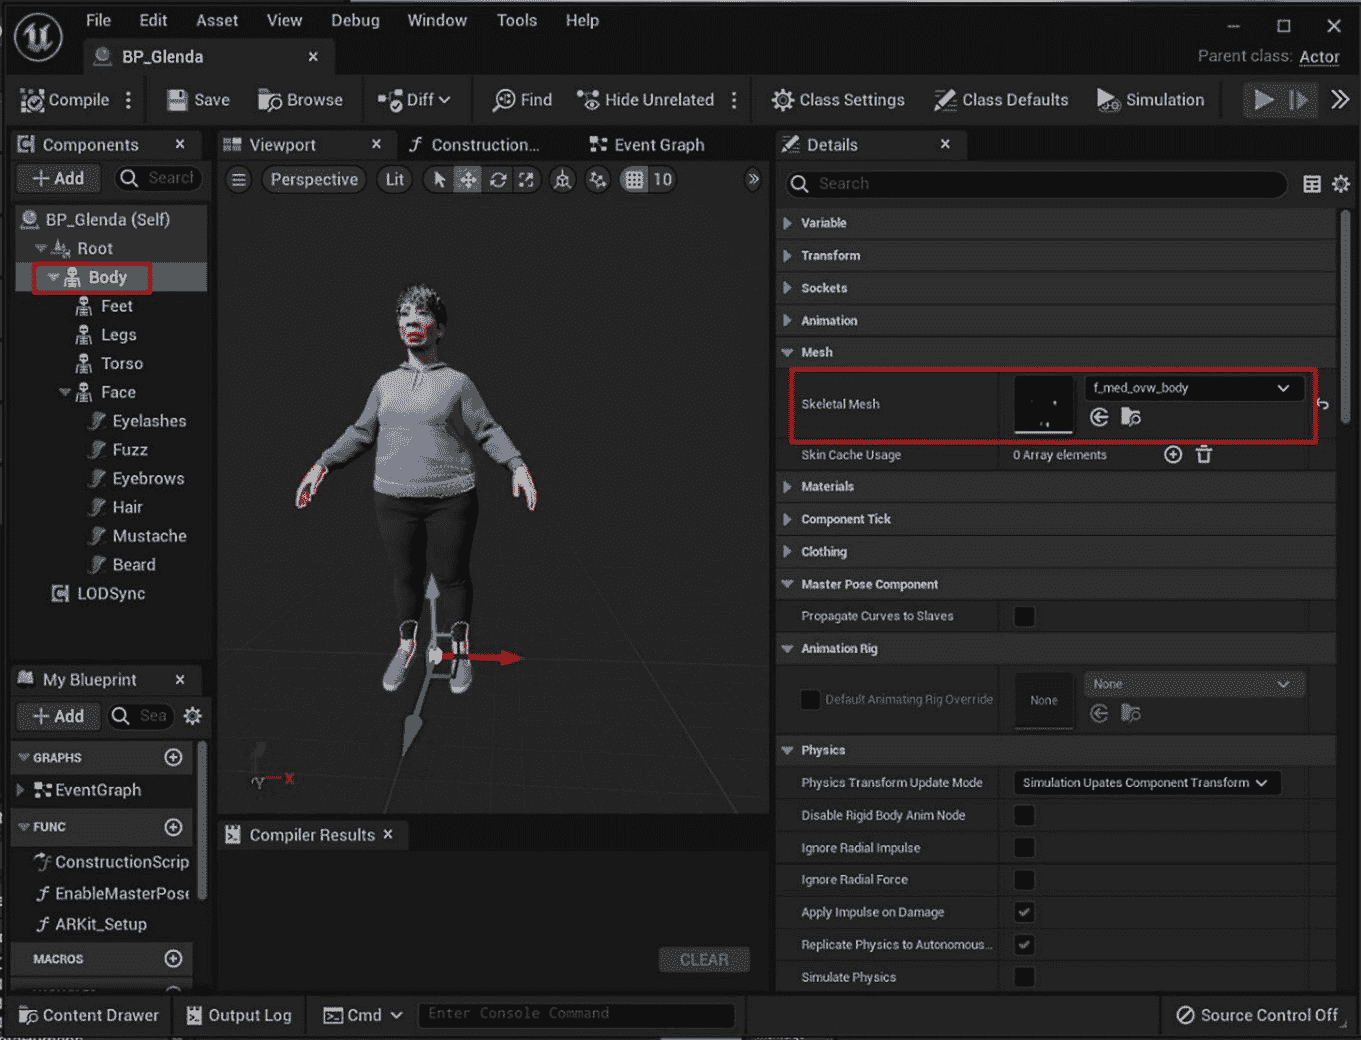 File Edit Asset View Debug Window Tools Help
BP_Glenda
Parent class: Actor
Compile Save Browse Diff Find Hide Unrelated Class Settings Class Defaults Simulation
Components
Add Search
BP_Glenda (Self)
Root
Body
Feet
Legs
Torso
Face
Eyelashes
Fuzz
Eyebrows
Hair
Mustache
Beard
LODSync
My Blueprint
Add Sea
GRAPHS
EventGraph
FUNC
ConstructionScrip
EnableMasterPose
ARKit_Setup
MACROS
Viewport Construction... Event Graph
Perspective Lit 10
Y X
Compiler Results
CLEAR
Details
Search
Variable
Transform
Sockets
Animation
Mesh
Skeletal Mesh f_med_ovw_body
Skin Cache Usage 0 Array elements
Materials
Component Tick
Clothing
Master Pose Component
Propagate Curves to Slaves
Animation Rig
Default Animating Rig Override None None
Physics
Physics Transform Update Mode Simulation Upates Component Transform
Disable Rigid Body Anim Node
Ignore Radial Impulse
Ignore Radial Force
Apply Impulse on Damage
Replicate Physics to Autonomous...
Simulate Physics
Content Drawer Output Log Cmd Enter Console Command Source Control Off